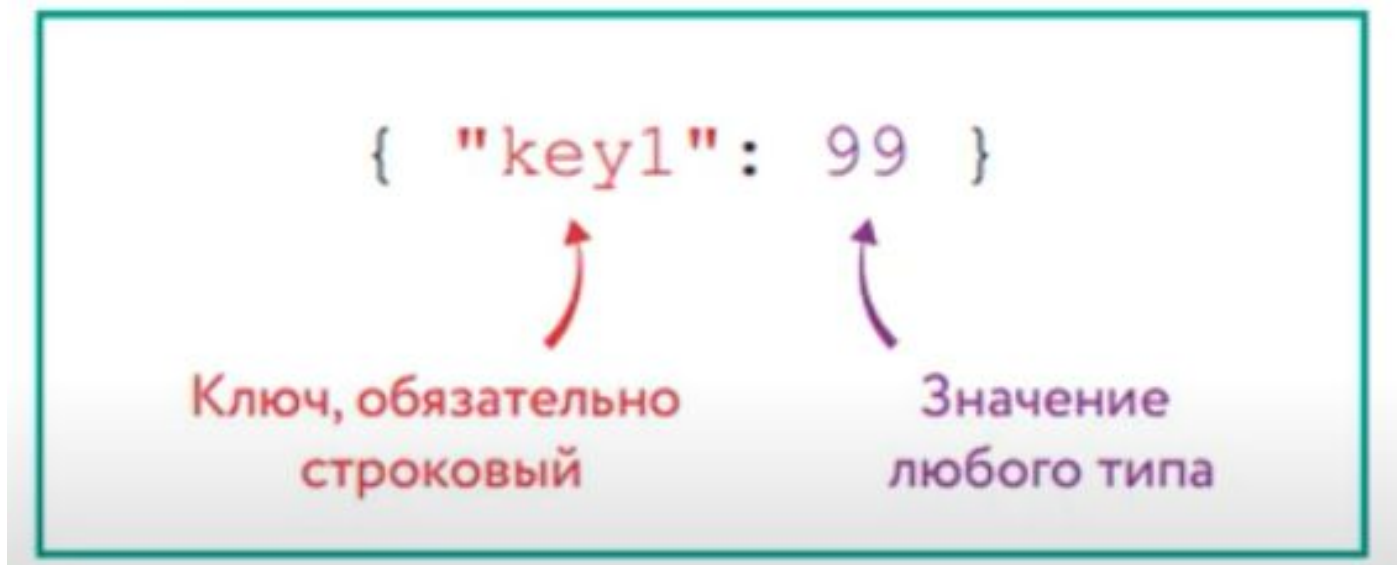 { "key1": 99 }
Ключ, обязательно
строковый
Значение
любого типа